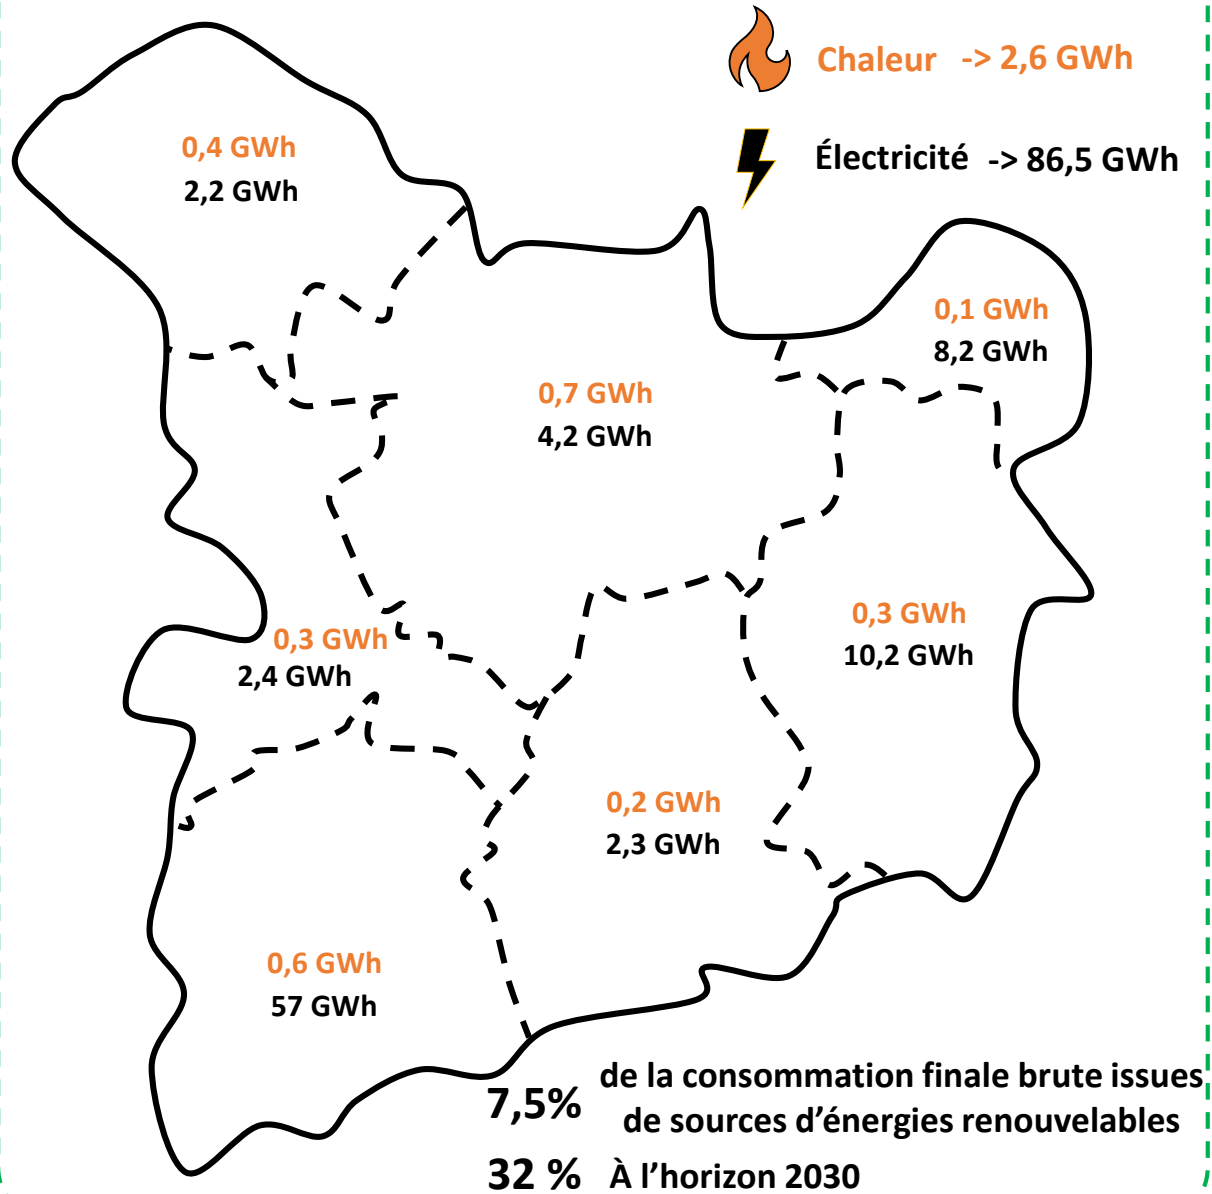 Chaleur -> 2,6 GWh
Électricité -> 86,5 GWh
0,4 GWh
2,2 GWh
0,1 GWh
8,2 GWh
0,7 GWh
4,2 GWh
0,3 GWh
10,2 GWh
0,3 GWh
2,4 GWh
0,2 GWh
2,3 GWh
0,6 GWh
57 GWh
7,5% de la consommation finale brute issues
de sources d’énergies renouvelables
32 % À l’horizon 2030